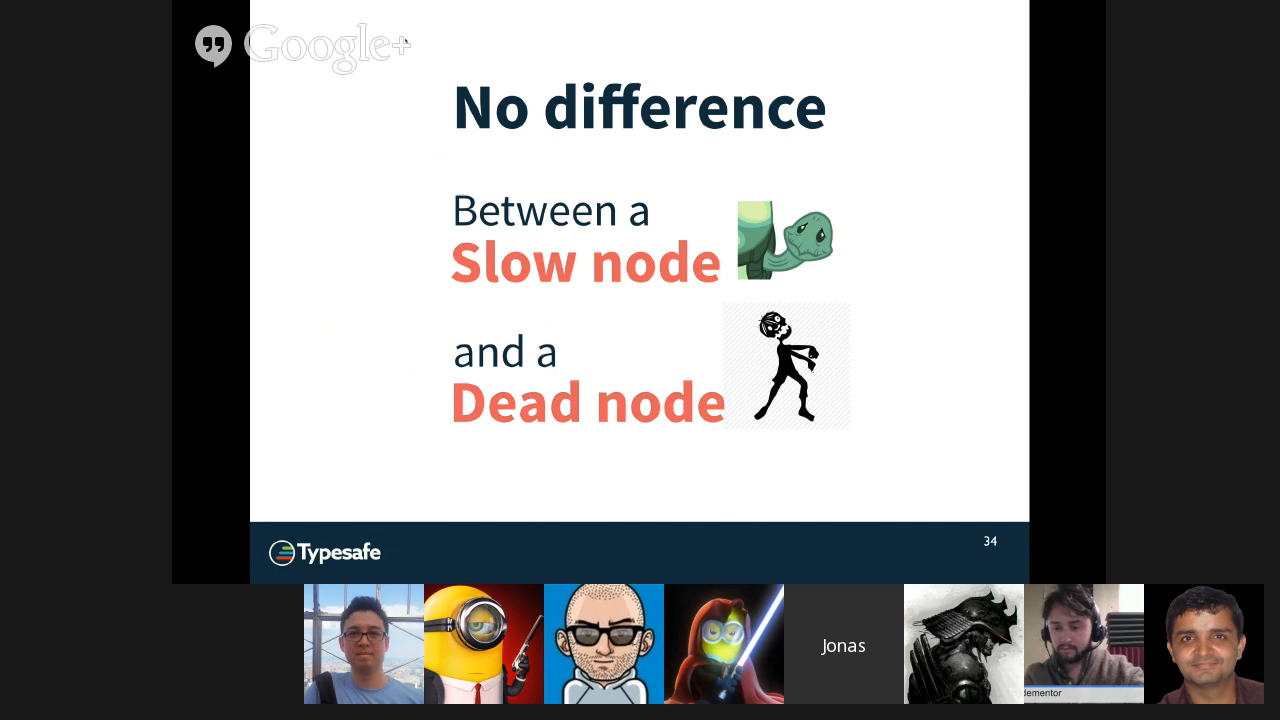 Google+
No difference
Between a
Slow node
and a
Dead node
Typesafe
34
Jonas
dementor